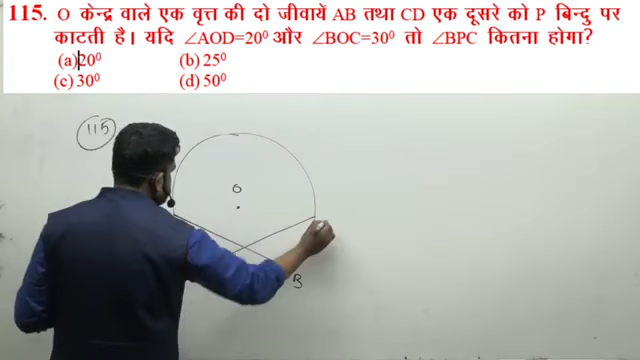 115. O केन्द्र वाले एक वृत्त की दो जीवायें AB तथा CD एक दूसरे को P बिन्दु पर
काटती है। यदि ∠AOD=20⁰ और ∠BOC=30⁰ तो ∠BPC कितना होगा?
(a)20⁰ (b) 25⁰
(c) 30⁰ (d) 50⁰
115
O
B